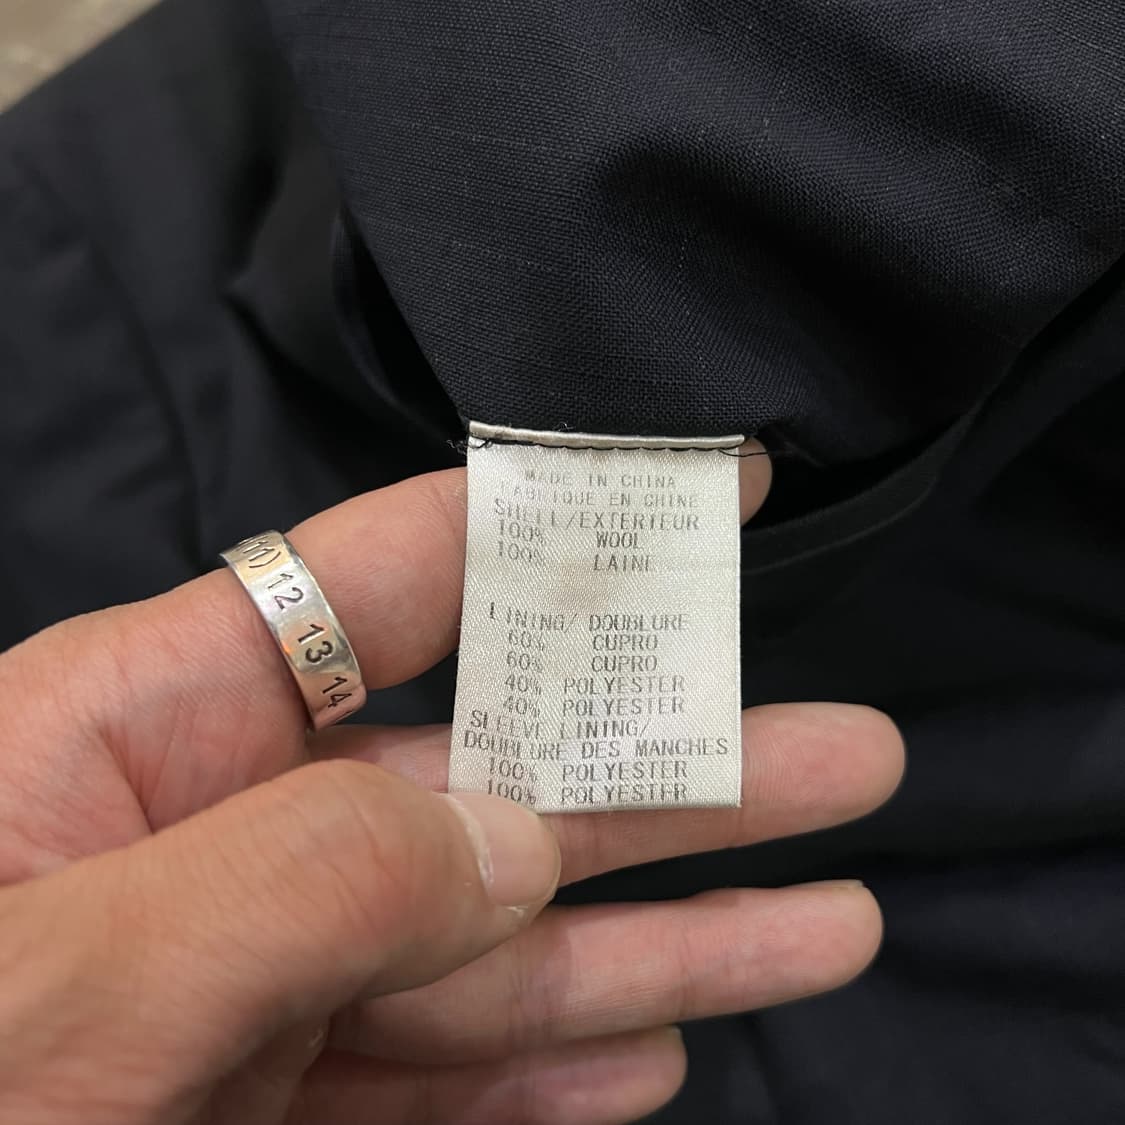 MADE IN CHINA
FABRIQUE EN CHINE
SHELL/EXTERIEUR
100% WOOL
100% LAINE
LINING/ DOUBLURE
60% CUPRO
60% CUPRO
40% POLYESTER
40% POLYESTER
SLEEVE LINING/
DOUBLURE DES MANCHES
100% POLYESTER
100% POLYESTER
(11) 12 13 14